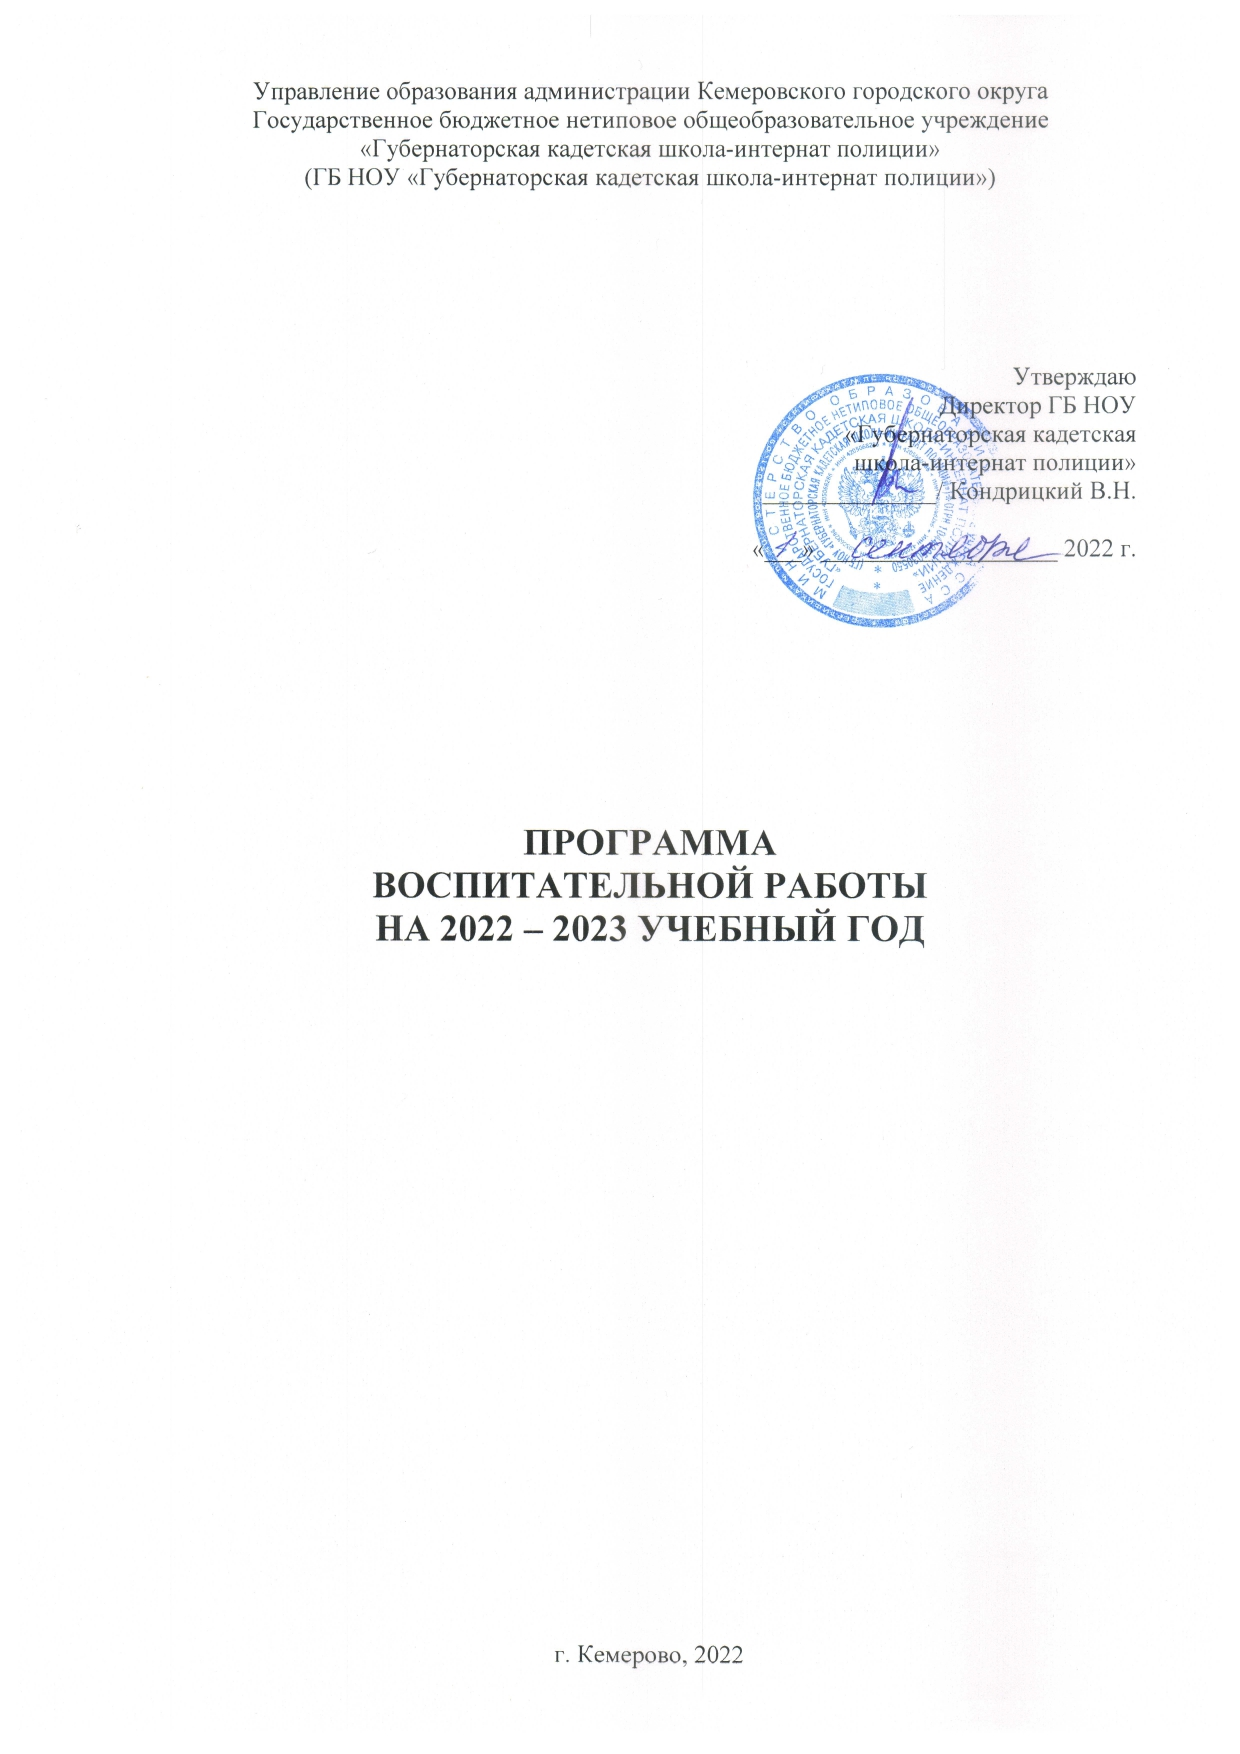 Управление образования администрации Кемеровского городского округа
Государственное бюджетное нетиповое общеобразовательное учреждение
«Губернаторская кадетская школа-интернат полиции»
(ГБ НОУ «Губернаторская кадетская школа-интернат полиции»)
Утверждаю
Директор ГБ НОУ
«Губернаторская кадетская
школа-интернат полиции»
/ Кондрицкий В.Н.
« » сентября 2022 г.
ПРОГРАММА
ВОСПИТАТЕЛЬНОЙ РАБОТЫ
НА 2022 – 2023 УЧЕБНЫЙ ГОД
г. Кемерово, 2022